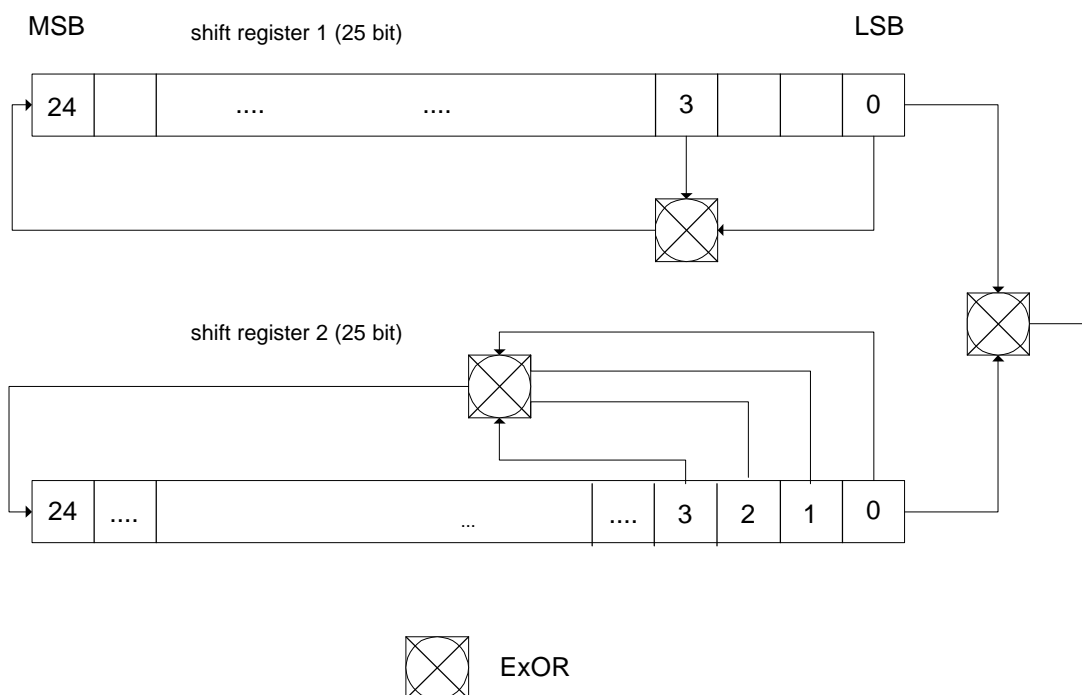 MSB shift register 1 (25 bit) LSB
24 .... .... 3 0
shift register 2 (25 bit)
24 .... ... .... 3 2 1 0
ExOR